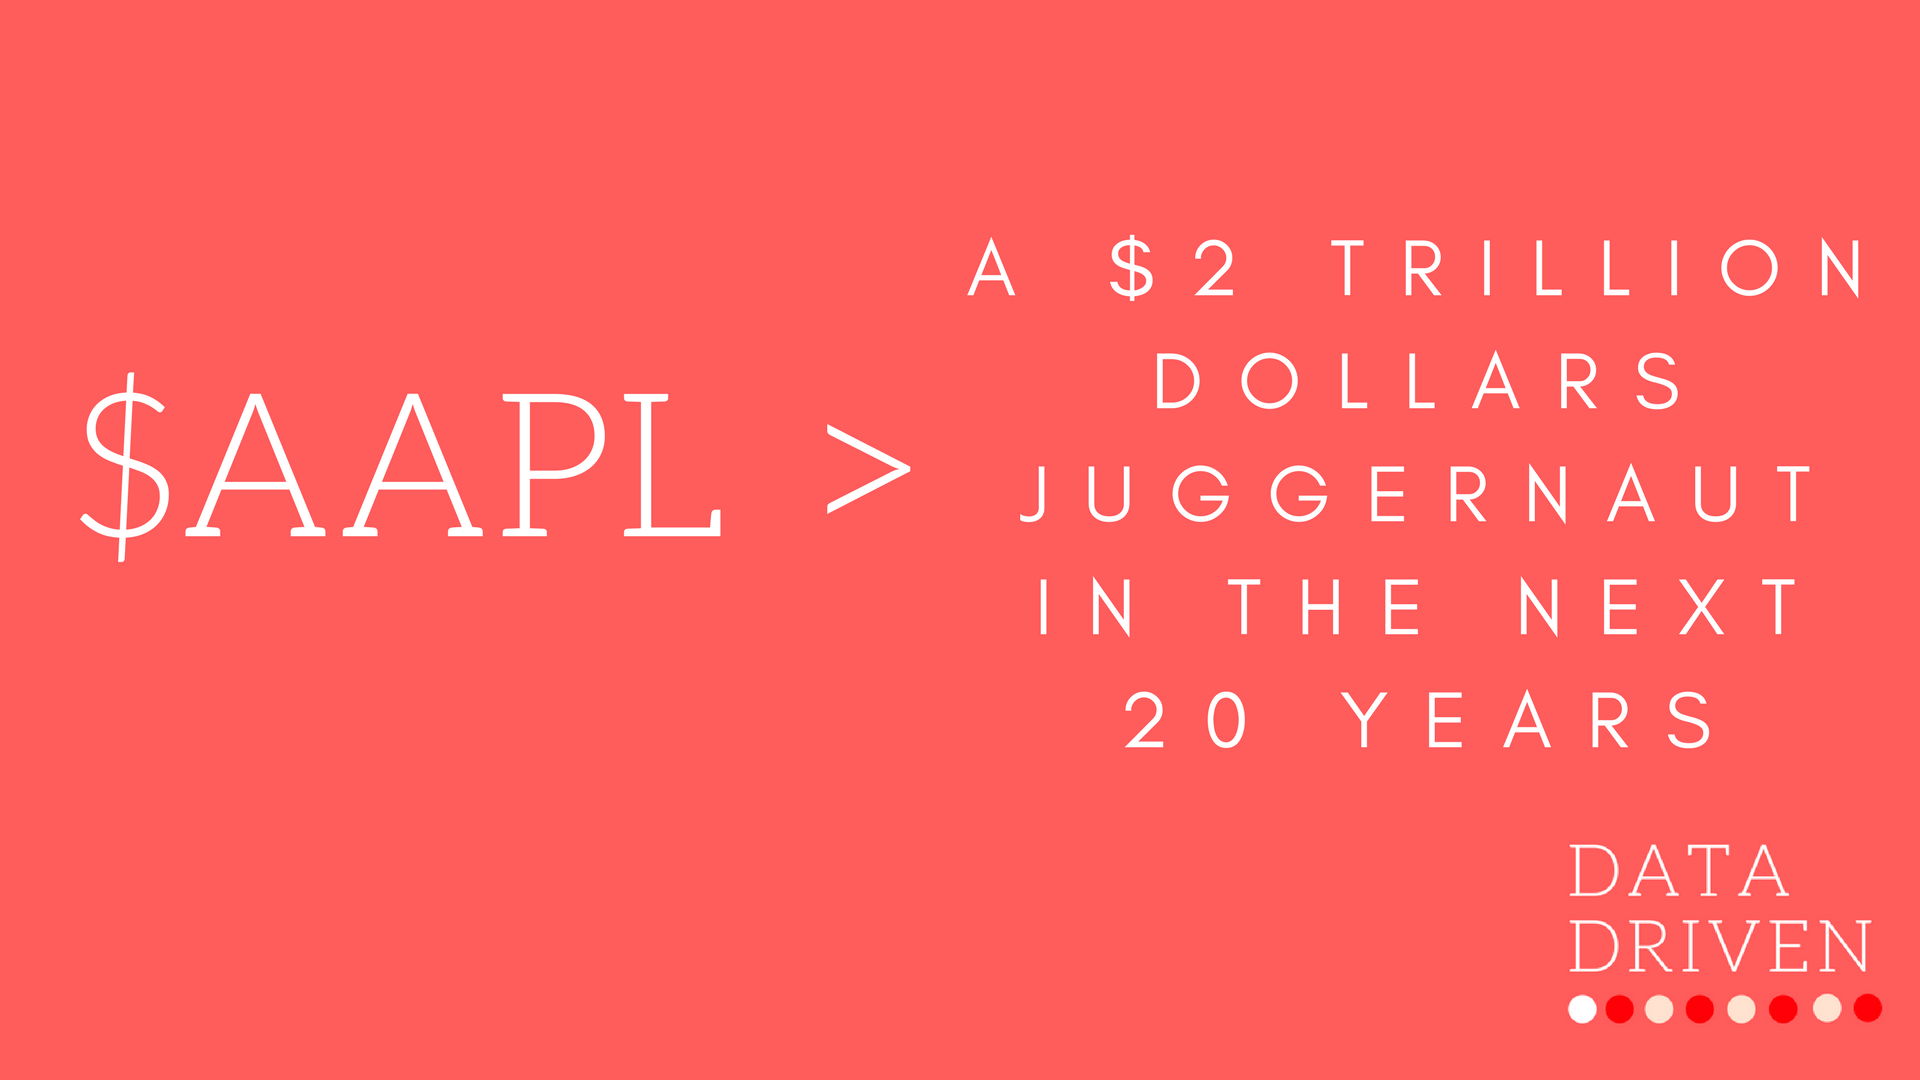 $AAPL >
A $2 TRILLION
DOLLARS
JUGGERNAUT
IN THE NEXT
20 YEARS
DATA
DRIVEN